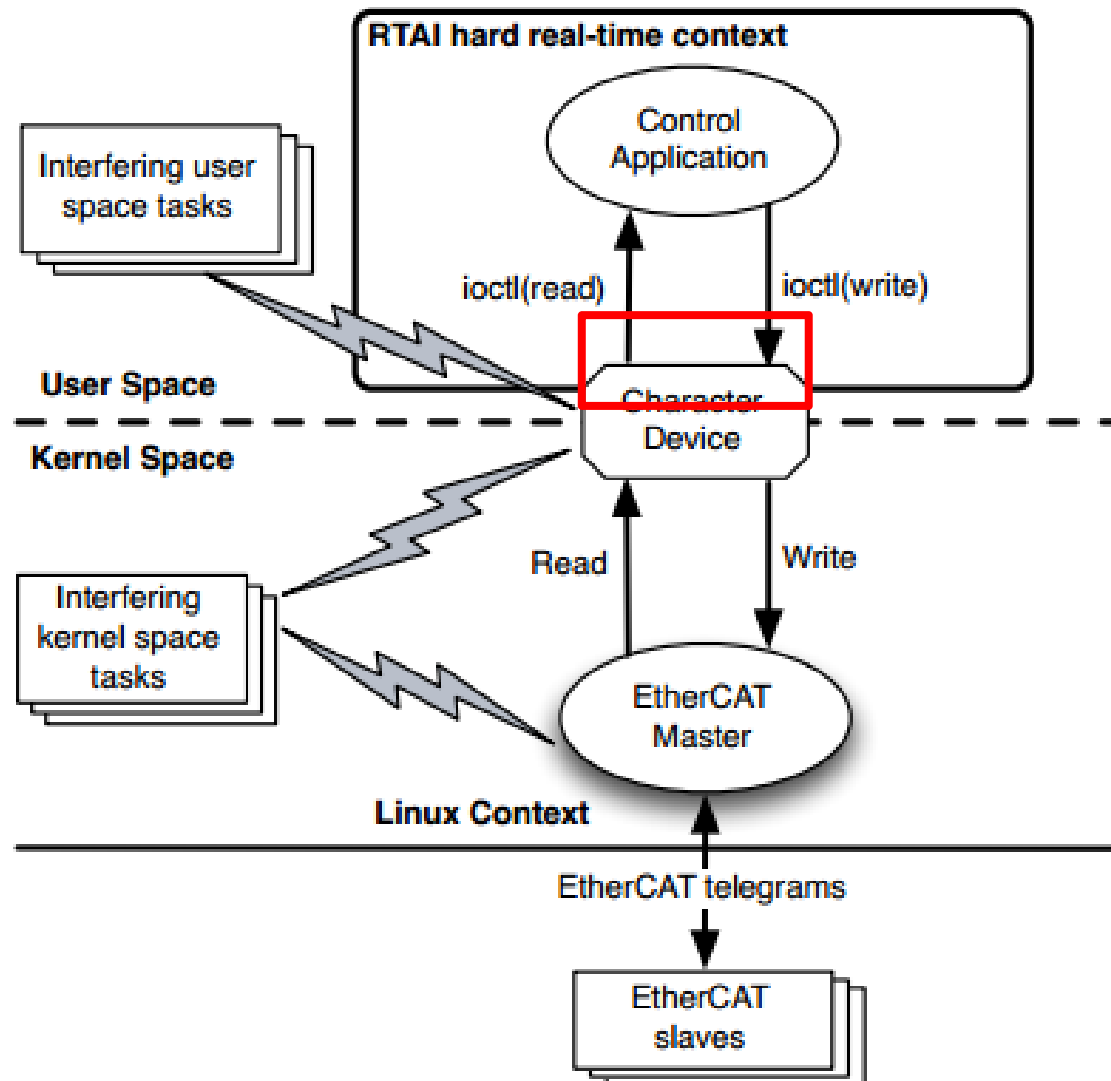 RTAI hard real-time context
Control
Application
Interfering user
space tasks
ioctl(read)
ioctl(write)
User Space
Character
Device
Kernel Space
Read
Write
Interfering
kernel space
tasks
EtherCAT
Master
Linux Context
EtherCAT telegrams
EtherCAT
slaves